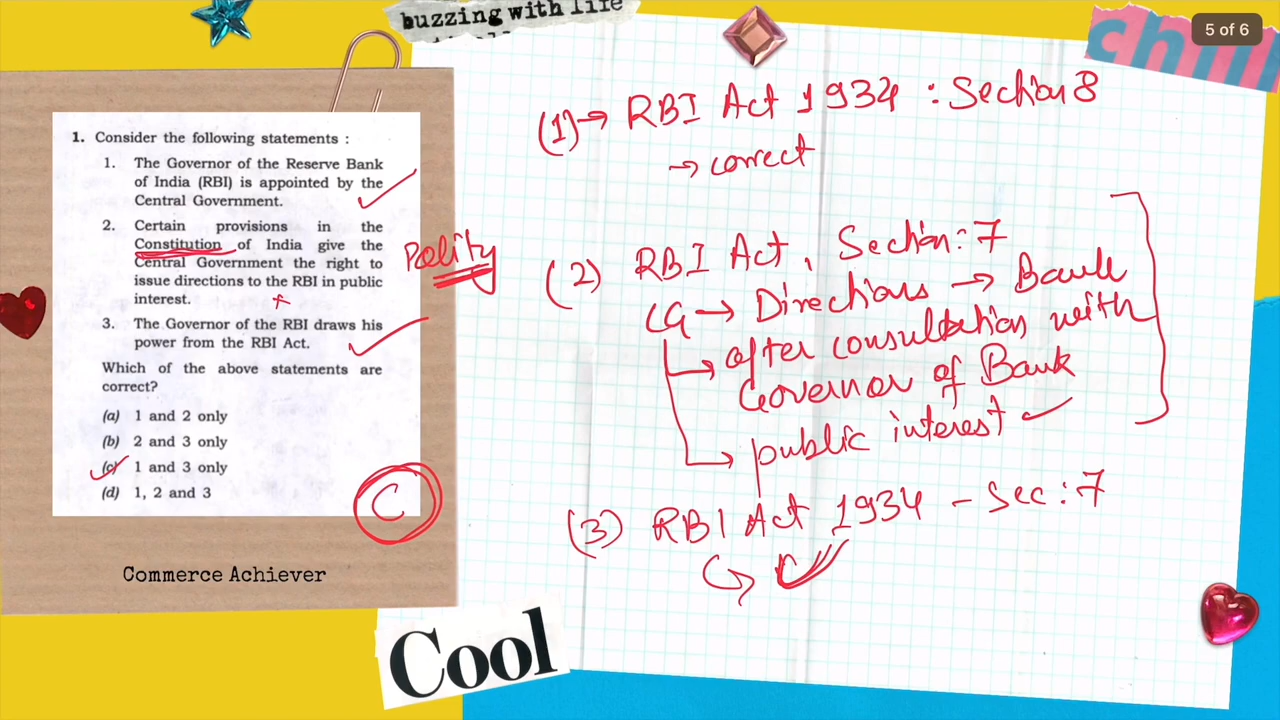 buzzing with life
5 of 6
chill
1. Consider the following statements :
1. The Governor of the Reserve Bank
of India (RBI) is appointed by the
Central Government.
2. Certain provisions in the
Constitution of India give the
Central Government the right to
issue directions to the RBI in public
interest.
3. The Governor of the RBI draws his
power from the RBI Act.
Which of the above statements are
correct?
(a) 1 and 2 only
(b) 2 and 3 only
(c) 1 and 3 only
(d) 1, 2 and 3
C
Commerce Achiever
Polity
(1)→ RBI Act 1934 : Section 8
→ correct
(2) RBI Act, Section: 7
CG → Directions → Bank
→ after consultation with
Governor of Bank
→ public interest
(3) RBI Act 1934 - Sec: 7
Cool